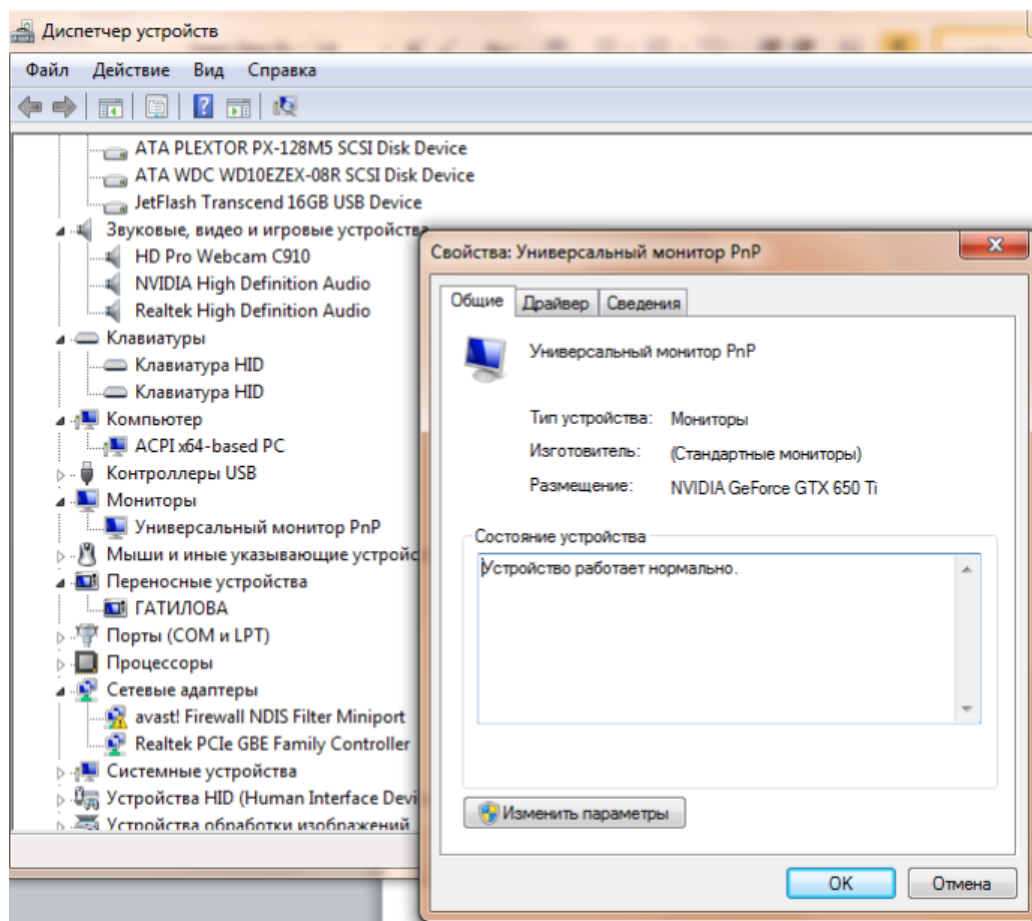 Диспетчер устройств
Файл Действие Вид Справка
ATA PLEXTOR PX-128M5 SCSI Disk Device
ATA WDC WD10EZEX-08R SCSI Disk Device
JetFlash Transcend 16GB USB Device
Звуковые, видео и игровые устройства
HD Pro Webcam C910
NVIDIA High Definition Audio
Realtek High Definition Audio
Клавиатуры
Клавиатура HID
Клавиатура HID
Компьютер
ACPI x64-based PC
Контроллеры USB
Мониторы
Универсальный монитор PnP
Мыши и иные указывающие устройс
Переносные устройства
ГАТИЛОВА
Порты (COM и LPT)
Процессоры
Сетевые адаптеры
avast! Firewall NDIS Filter Miniport
Realtek PCIe GBE Family Controller
Системные устройства
Устройства HID (Human Interface Devi
Устройства обработки изображений
Свойства: Универсальный монитор PnP
Общие Драйвер Сведения
Универсальный монитор PnP
Тип устройства: Мониторы
Изготовитель: (Стандартные мониторы)
Размещение: NVIDIA GeForce GTX 650 Ti
Состояние устройства
Устройство работает нормально.
Изменить параметры
OK Отмена